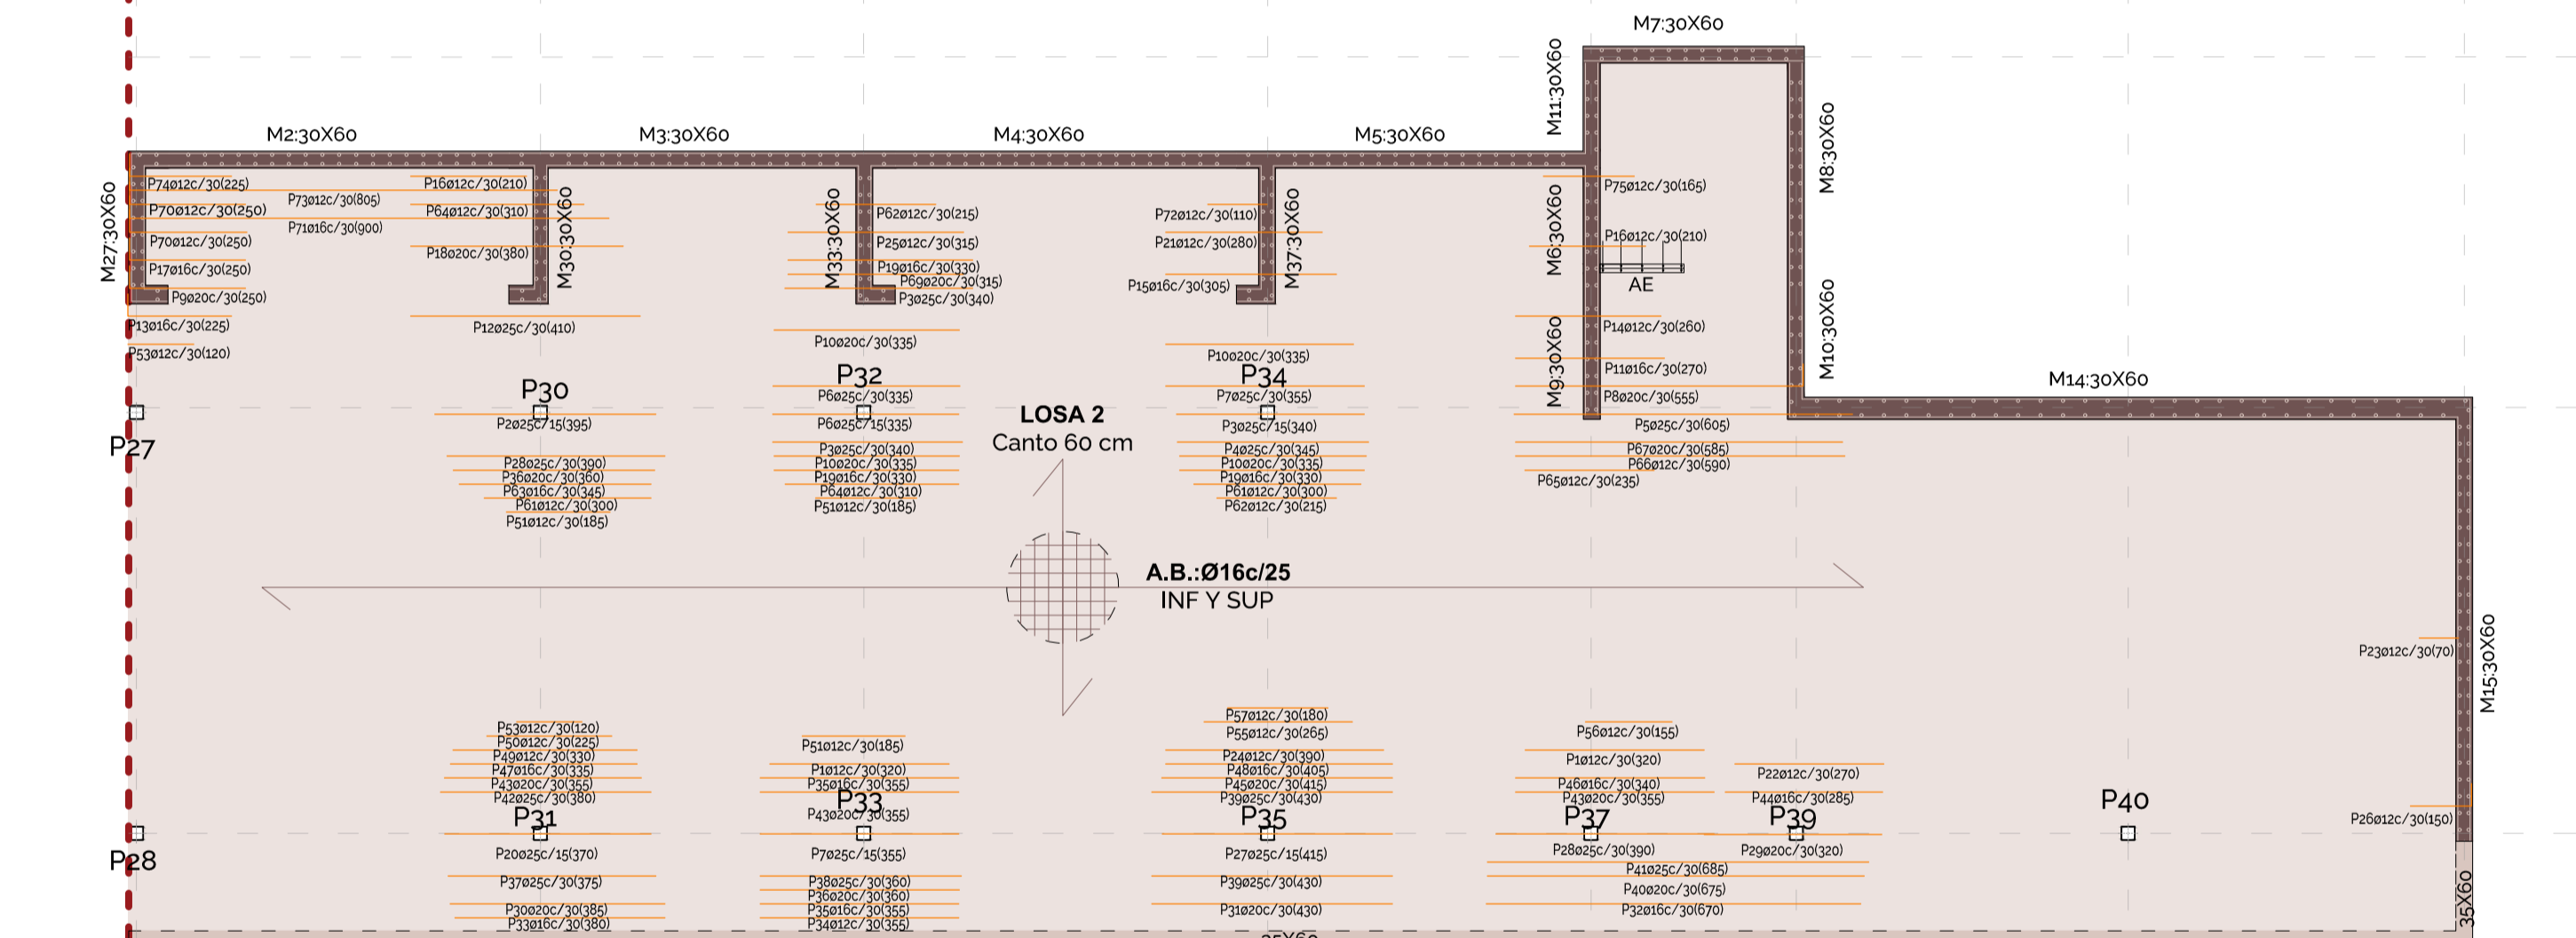 M7:30X60
M11:30X60
M8:30X60
M2:30X60
M3:30X60
M4:30X60
M5:30X60
M27:30X60
P74ø12c/30(225)
P73ø12c/30(805)
P70ø12c/30(250)
P71ø16c/30(900)
P70ø12c/30(250)
P17ø16c/30(250)
P9ø20c/30(250)
P13ø16c/30(225)
P53ø12c/30(120)
P16ø12c/30(210)
P64ø12c/30(310)
P18ø20c/30(380)
M30:30X60
P12ø25c/30(410)
M33:30X60
P62ø12c/30(215)
P25ø12c/30(315)
P19ø16c/30(330)
P69ø20c/30(315)
P3ø25c/30(340)
P10ø20c/30(335)
P72ø12c/30(110)
P21ø12c/30(280)
P15ø16c/30(305)
M37:30X60
P10ø20c/30(335)
M6:30X60
M9:30X60
P75ø12c/30(165)
P16ø12c/30(210)
AE
P14ø12c/30(260)
P11ø16c/30(270)
P8ø20c/30(555)
P5ø25c/30(605)
P67ø20c/30(585)
P66ø12c/30(590)
P65ø12c/30(235)
M10:30X60
M14:30X60
P27
P30
P2ø25c/15(395)
P28ø25c/30(390)
P36ø20c/30(360)
P63ø16c/30(345)
P61ø12c/30(300)
P51ø12c/30(185)
P32
P6ø25c/30(335)
P6ø25c/15(335)
P3ø25c/30(340)
P10ø20c/30(335)
P19ø16c/30(330)
P64ø12c/30(310)
P51ø12c/30(185)
LOSA 2
Canto 60 cm
P34
P7ø25c/30(355)
P3ø25c/15(340)
P4ø25c/30(345)
P10ø20c/30(335)
P19ø16c/30(330)
P61ø12c/30(300)
P62ø12c/30(215)
A.B.:Ø16c/25
INF Y SUP
P23ø12c/30(70)
M15:30X60
P26ø12c/30(150)
P53ø12c/30(120)
P50ø12c/30(225)
P49ø12c/30(330)
P47ø16c/30(335)
P43ø20c/30(355)
P42ø25c/30(380)
P31
P20ø25c/15(370)
P37ø25c/30(375)
P30ø20c/30(385)
P33ø16c/30(380)
P28
P51ø12c/30(185)
P1ø12c/30(320)
P35ø16c/30(355)
P33
P43ø20c/30(355)
P7ø25c/15(355)
P38ø25c/30(360)
P36ø20c/30(360)
P35ø16c/30(355)
P34ø12c/30(355)
P57ø12c/30(180)
P55ø12c/30(265)
P24ø12c/30(390)
P48ø16c/30(405)
P45ø20c/30(415)
P39ø25c/30(430)
P35
P27ø25c/15(415)
P39ø25c/30(430)
P31ø20c/30(430)
P56ø12c/30(155)
P1ø12c/30(320)
P46ø16c/30(340)
P43ø20c/30(355)
P37
P28ø25c/30(390)
P22ø12c/30(270)
P44ø16c/30(285)
P39
P29ø20c/30(320)
P41ø25c/30(685)
P40ø20c/30(675)
P32ø16c/30(670)
P40
35X60
35X60